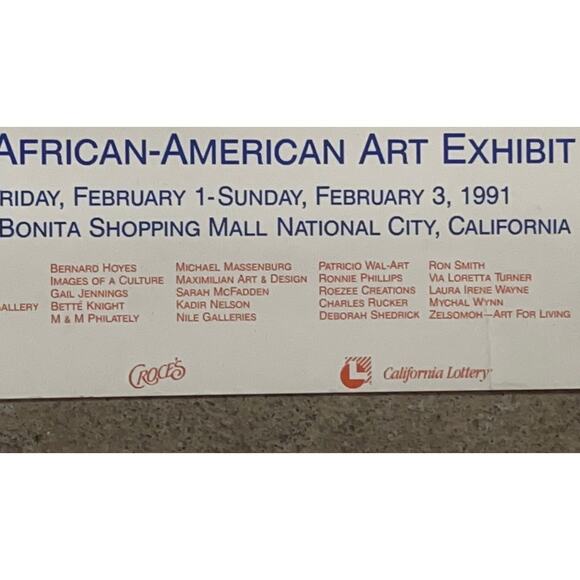 AFRICAN-AMERICAN ART EXHIBIT
RIDAY, FEBRUARY 1-SUNDAY, FEBRUARY 3, 1991
BONITA SHOPPING MALL NATIONAL CITY, CALIFORNIA
BERNARD HOYES
IMAGES OF A CULTURE
GAIL JENNINGS
GALLERY BETTÉ KNIGHT
M & M PHILATELY
MICHAEL MASSENBURG
MAXIMILIAN ART & DESIGN
SARAH MCFADDEN
KADIR NELSON
NILE GALLERIES
PATRICIO WAL-ART
RONNIE PHILLIPS
ROEZEE CREATIONS
CHARLES RUCKER
DEBORAH SHEDRICK
RON SMITH
VIA LORETTA TURNER
LAURA IRENE WAYNE
MYCHAL WYNN
ZELSOMOH—ART FOR LIVING
CROCE'S
California Lottery